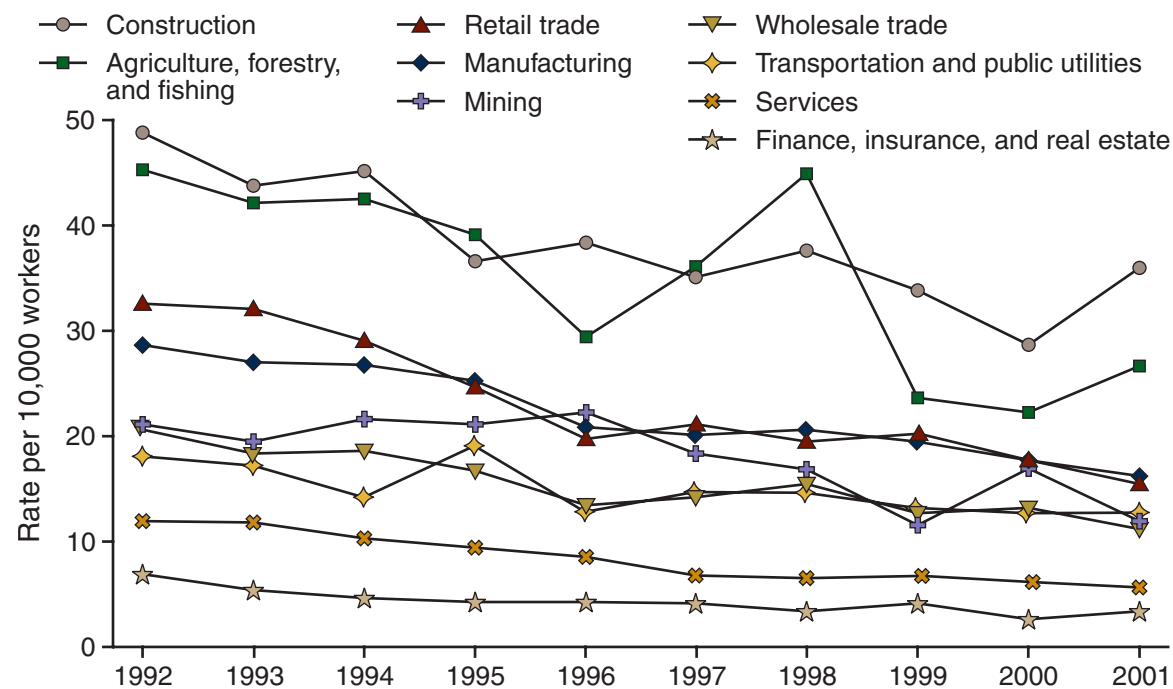 Construction
Agriculture, forestry,
and fishing
Retail trade
Manufacturing
Mining
Wholesale trade
Transportation and public utilities
Services
Finance, insurance, and real estate
Rate per 10,000 workers
50
40
30
20
10
0
1992 1993 1994 1995 1996 1997 1998 1999 2000 2001